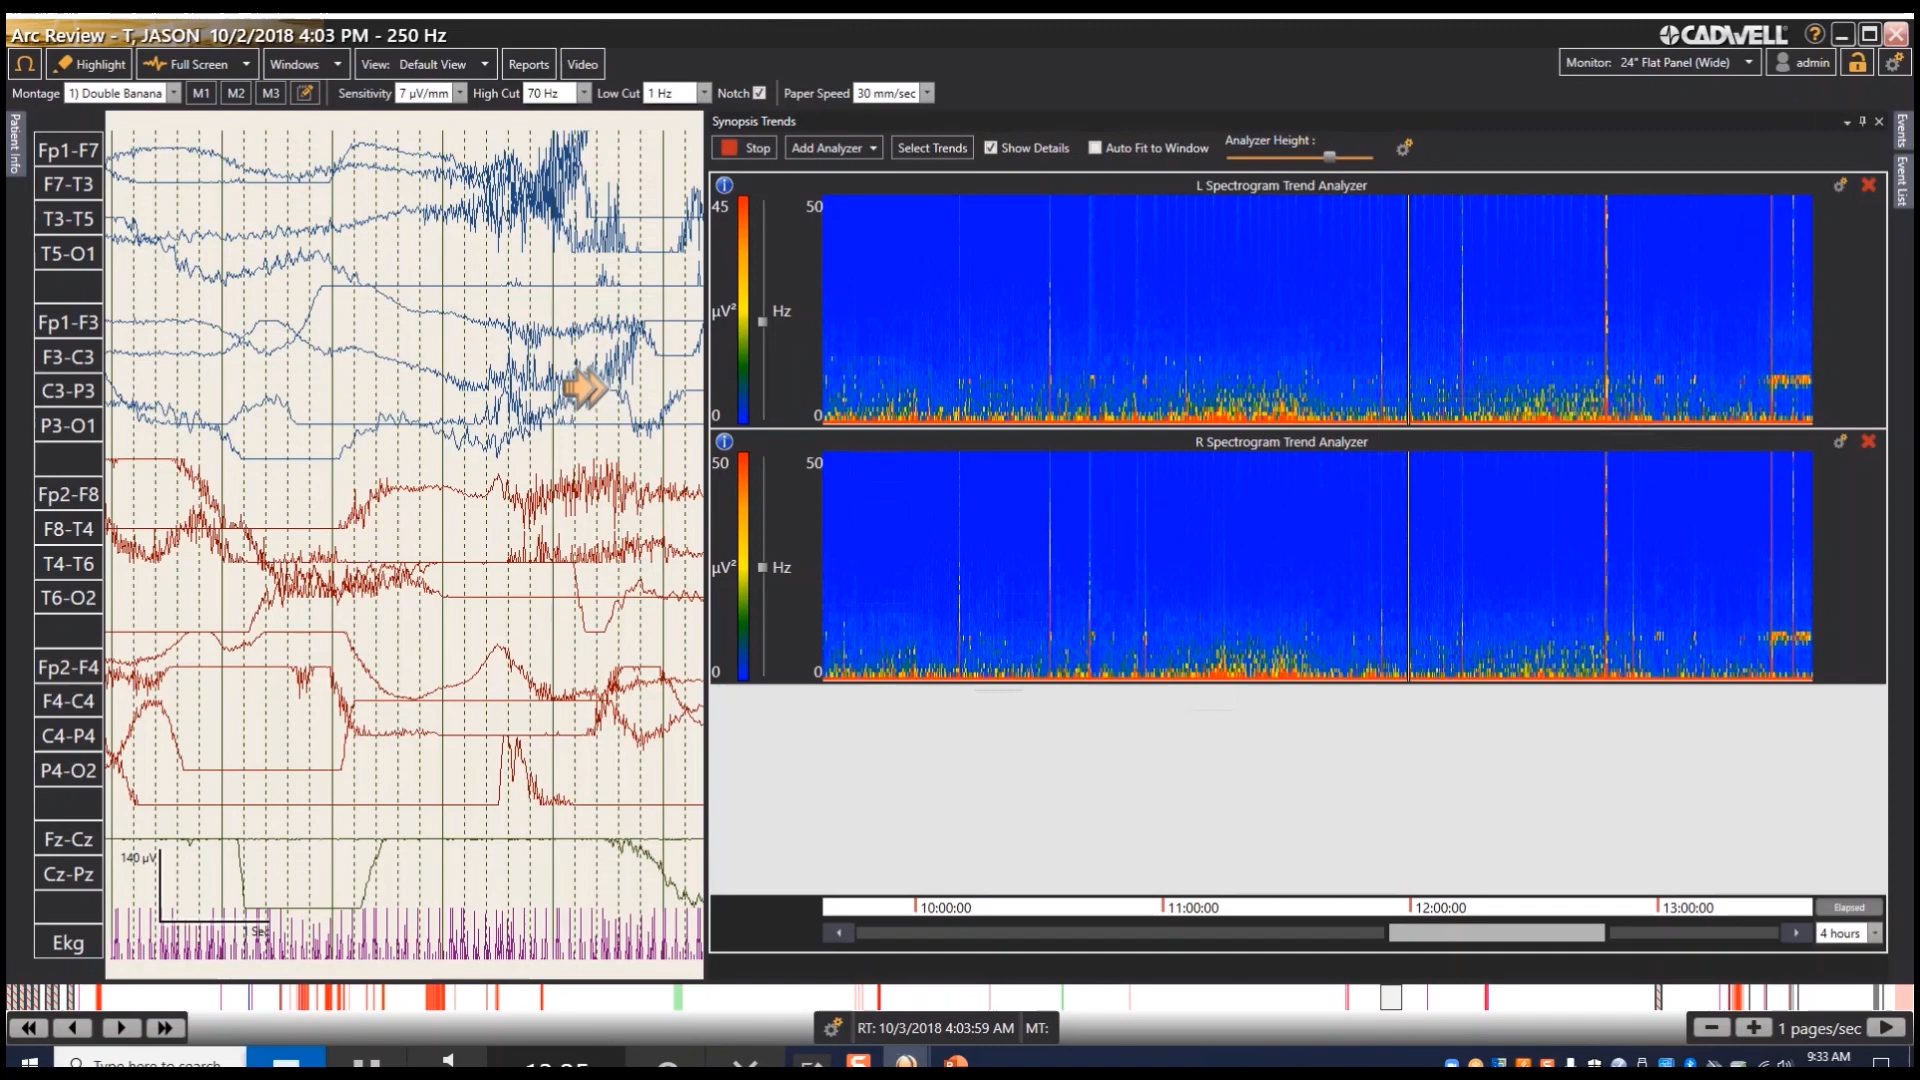 Arc Review - T, JASON 10/2/2018 4:03 PM - 250 Hz
CADWELL
?
Ω Highlight Full Screen Windows View: Default View Reports Video
Monitor: 24" Flat Panel (Wide) admin
Montage 1) Double Banana M1 M2 M3 Sensitivity 7 µV/mm High Cut 70 Hz Low Cut 1 Hz Notch Paper Speed 30 mm/sec
Patient Info
Synopsis Trends
Events
Event List
Stop Add Analyzer Select Trends Show Details Auto Fit to Window Analyzer Height :
Fp1-F7
F7-T3
T3-T5
T5-O1
Fp1-F3
F3-C3
C3-P3
P3-O1
Fp2-F8
F8-T4
T4-T6
T6-O2
Fp2-F4
F4-C4
C4-P4
P4-O2
Fz-Cz
Cz-Pz
Ekg
140 µV
1 Sec
L Spectrogram Trend Analyzer
45
50
µV²
Hz
0
0
R Spectrogram Trend Analyzer
50
50
µV²
Hz
0
0
10:00:00 11:00:00 12:00:00 13:00:00 Elapsed
4 hours
RT: 10/3/2018 4:03:59 AM MT:
1 pages/sec
Type here to search
9:33 AM